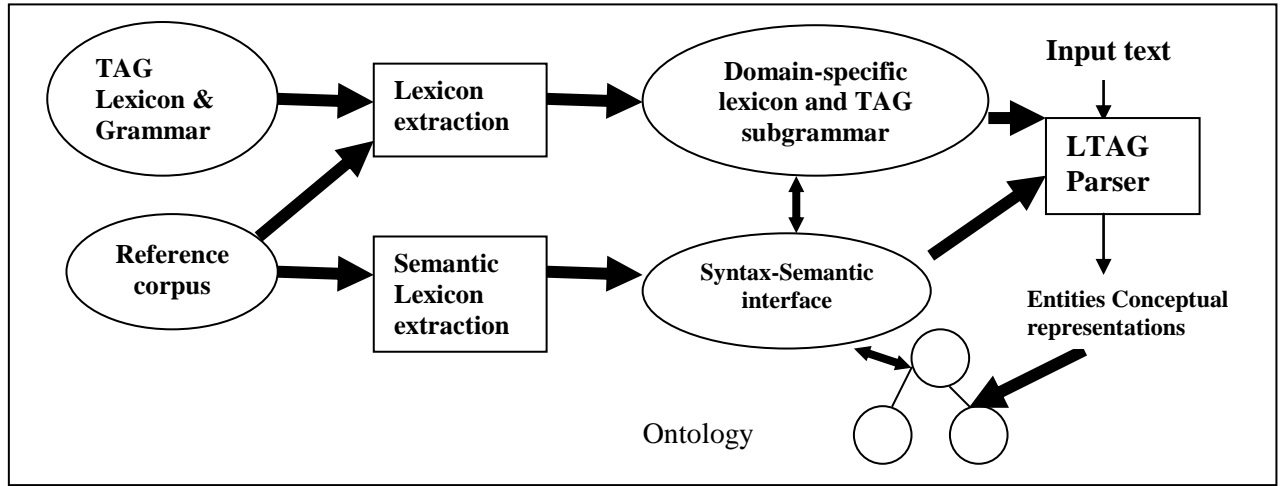 TAG
Lexicon &
Grammar
Lexicon
extraction
Domain-specific
lexicon and TAG
subgrammar
Input text
LTAG
Parser
Reference
corpus
Semantic
Lexicon
extraction
Syntax-Semantic
interface
Entities Conceptual
representations
Ontology